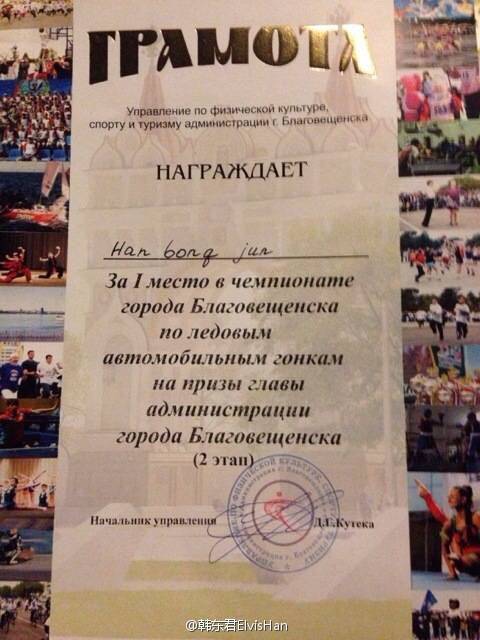 ГРАМОТА
Управление по физической культуре,
спорту и туризму администрации г. Благовещенска
НАГРАЖДАЕТ
Han bong jun
За I место в чемпионате
города Благовещенска
по ледовым
автомобильным гонкам
на призы главы
администрации
города Благовещенска
(2 этап)
Начальник управления
Д.Г.Кутека
@韩东君ElvisHan